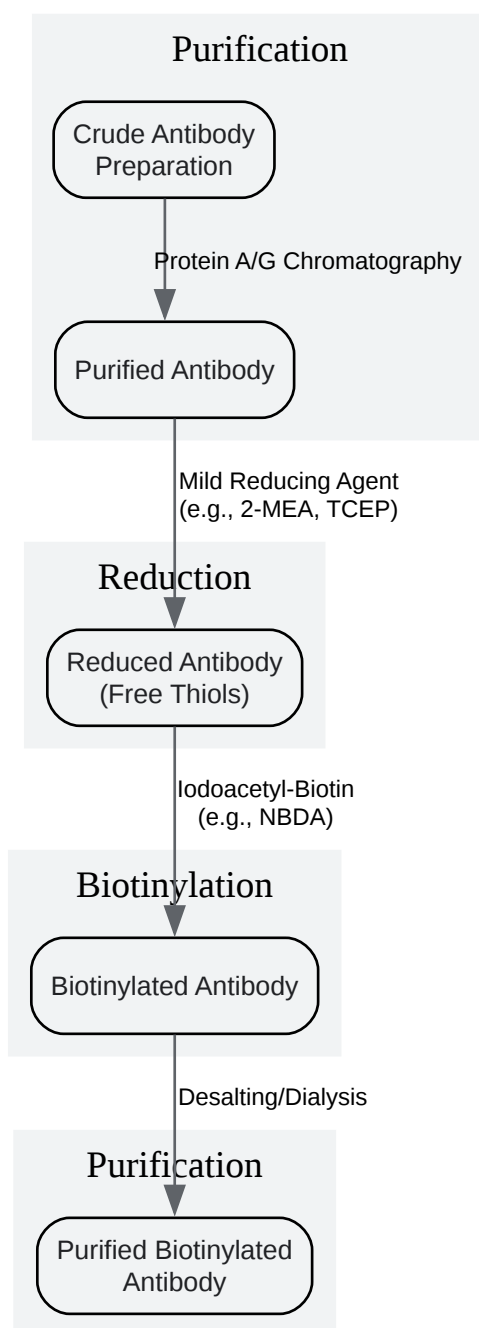 Purification
Crude Antibody
Preparation
Protein A/G Chromatography
Purified Antibody
Mild Reducing Agent
(e.g., 2-MEA, TCEP)
Reduction
Reduced Antibody
(Free Thiols)
Iodoacetyl-Biotin
(e.g., NBDA)
Biotinylation
Biotinylated Antibody
Desalting/Dialysis
Purification
Purified Biotinylated
Antibody